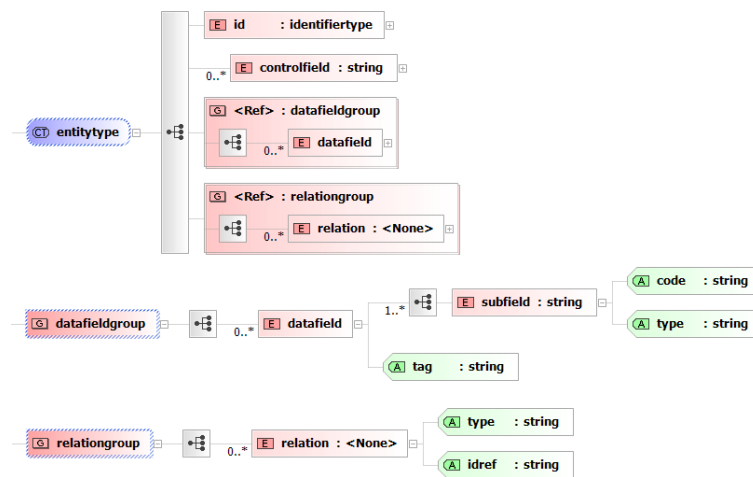 E id : identifiertype
0..* E controlfield : string
CT entitytype
G <Ref> : datafieldgroup
0..* E datafield
G <Ref> : relationgroup
0..* E relation : <None>
A code : string
G datafieldgroup 0..* E datafield 1..* E subfield : string
A type : string
A tag : string
A type : string
G relationgroup 0..* E relation : <None>
A idref : string